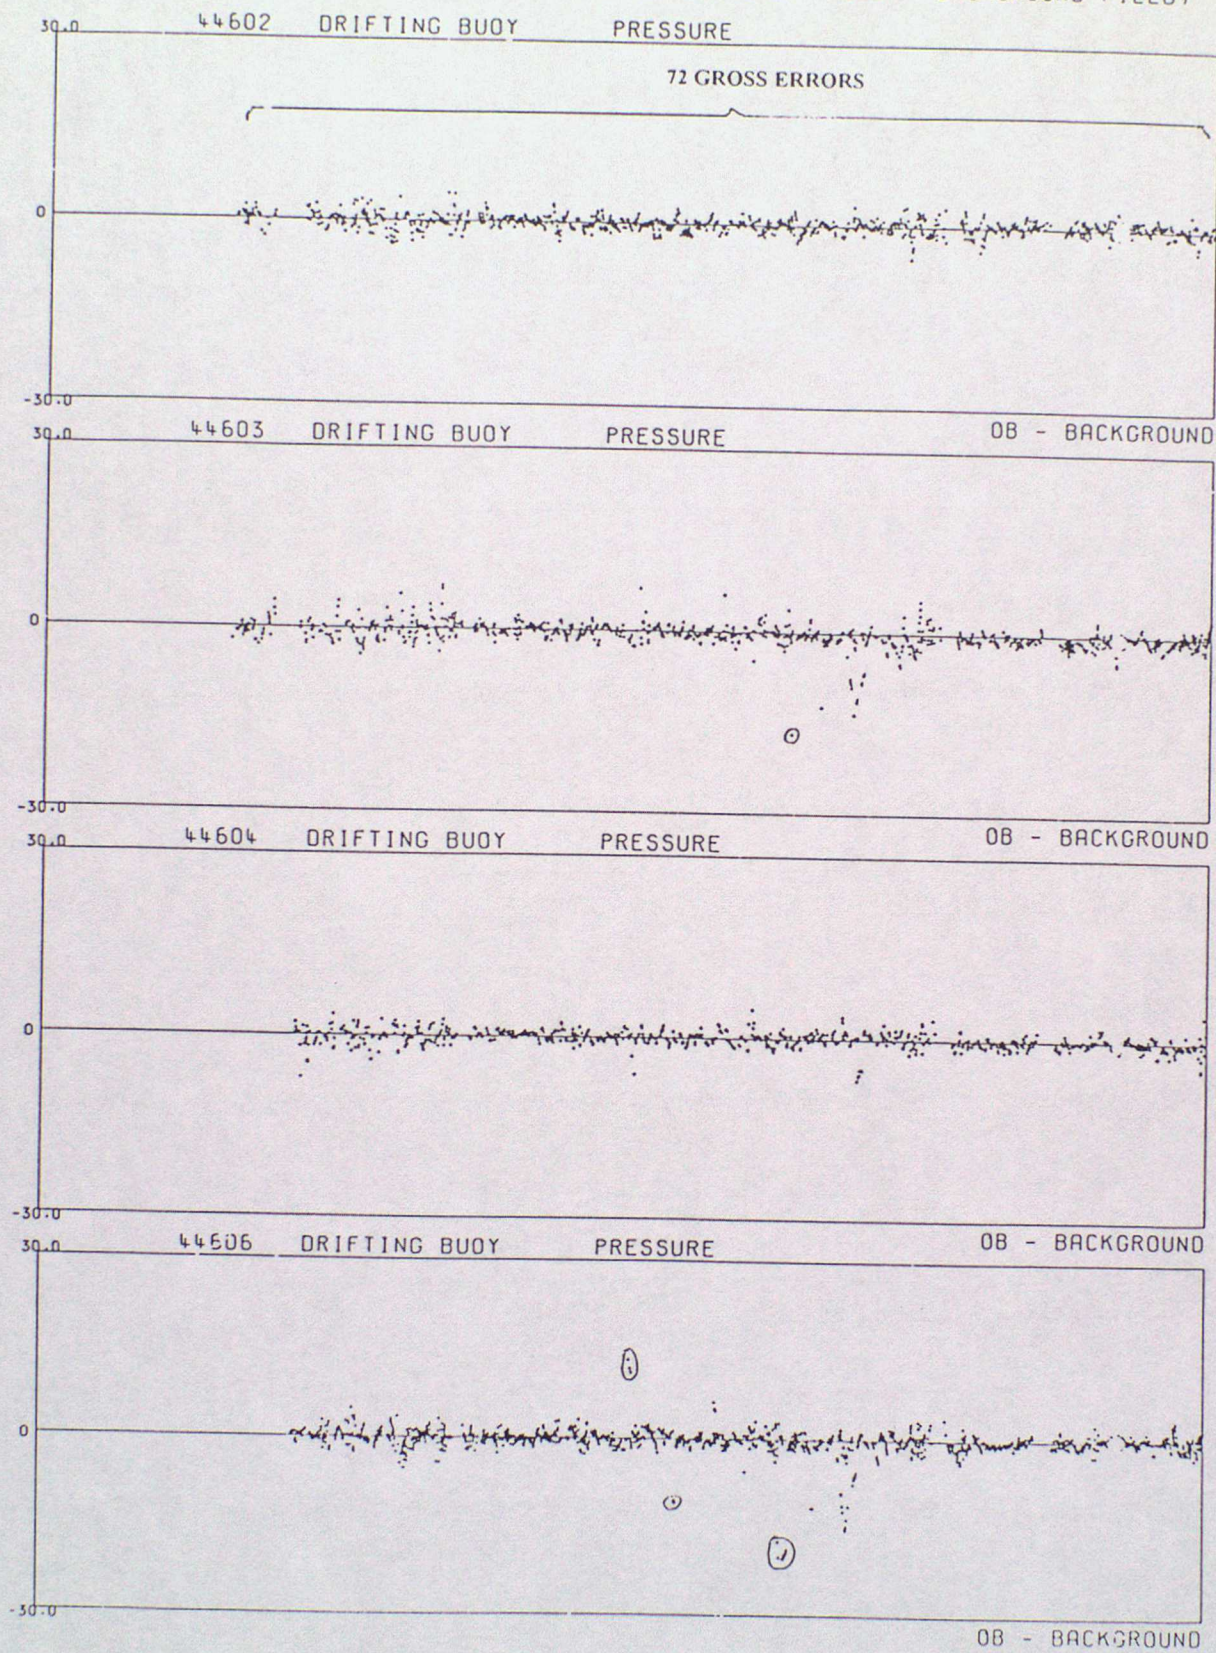 30.0 44602 DRIFTING BUOY PRESSURE
72 GROSS ERRORS
0
-30.0
30.0 44603 DRIFTING BUOY PRESSURE OB - BACKGROUND
0
-30.0
30.0 44604 DRIFTING BUOY PRESSURE OB - BACKGROUND
0
-30.0
30.0 44606 DRIFTING BUOY PRESSURE OB - BACKGROUND
0
-30.0
OB - BACKGROUND